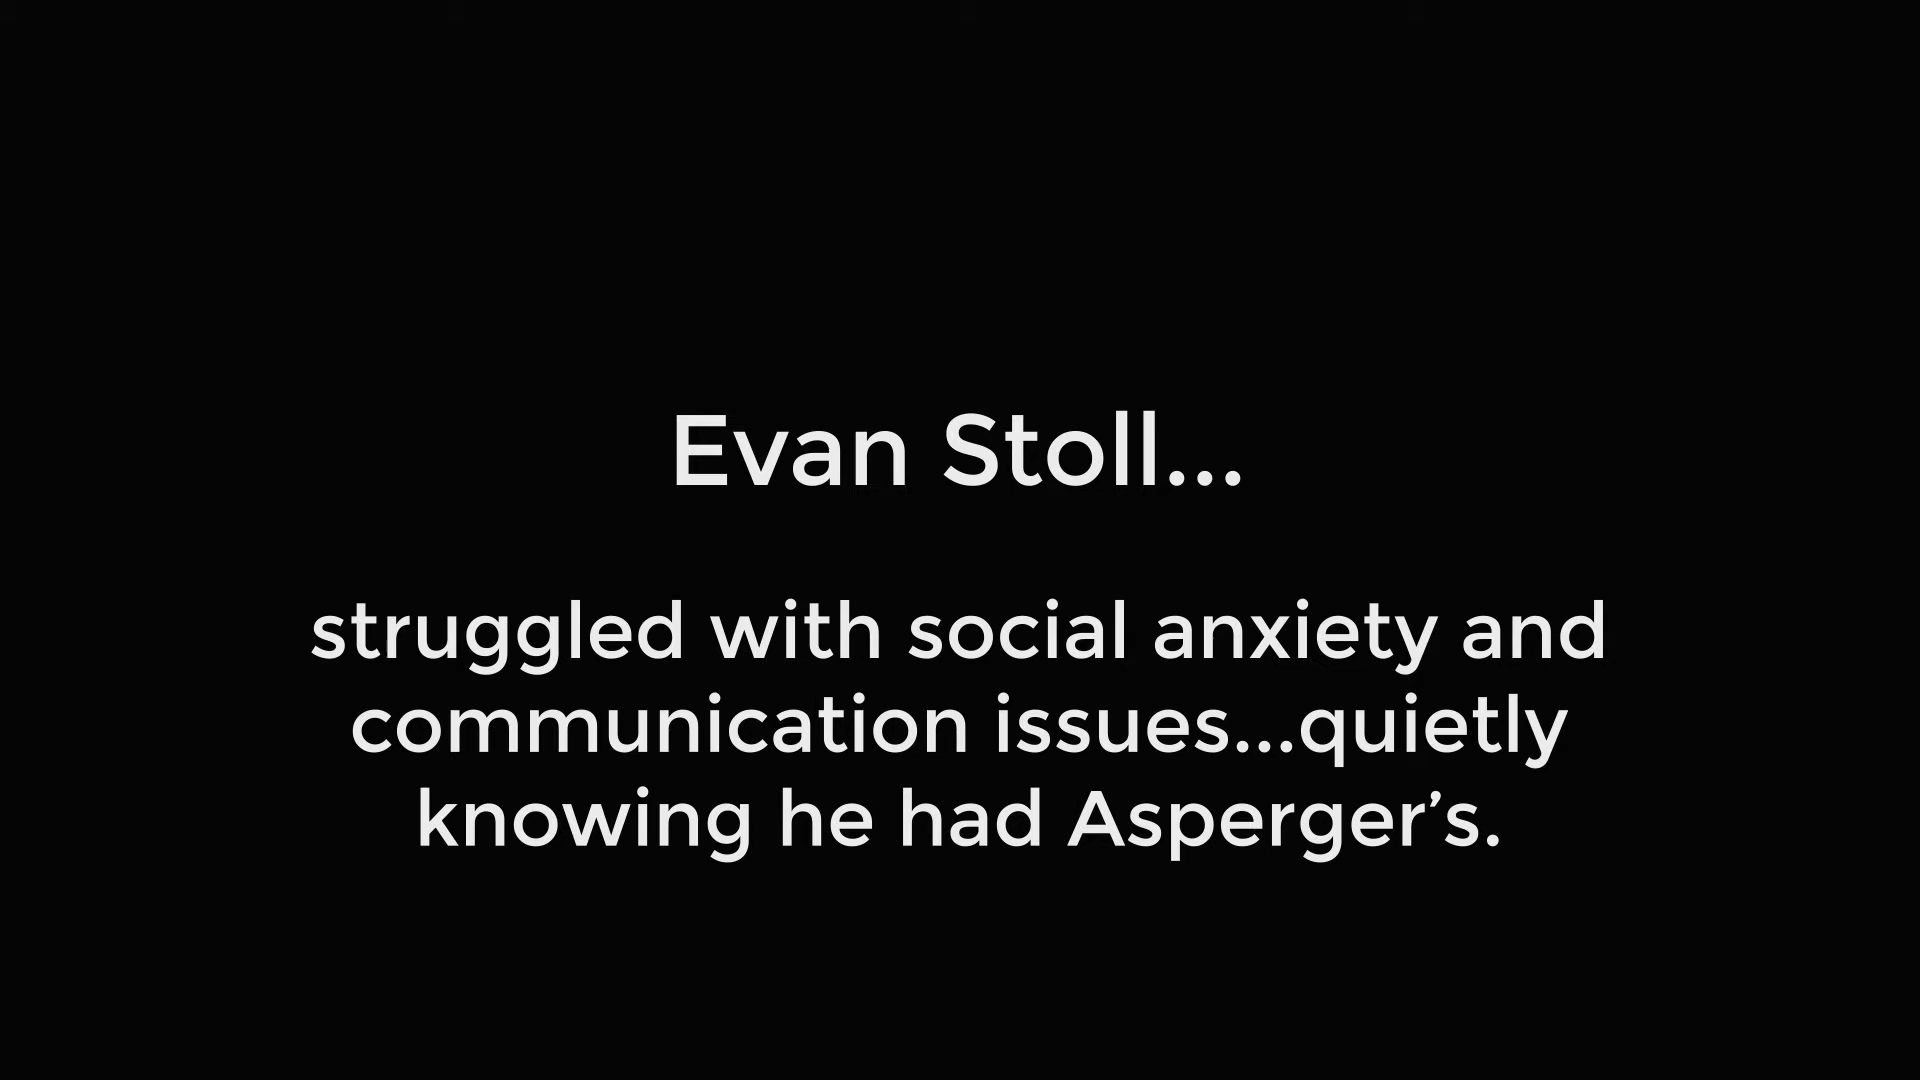 Evan Stoll...
struggled with social anxiety and
communication issues...quietly
knowing he had Asperger’s.